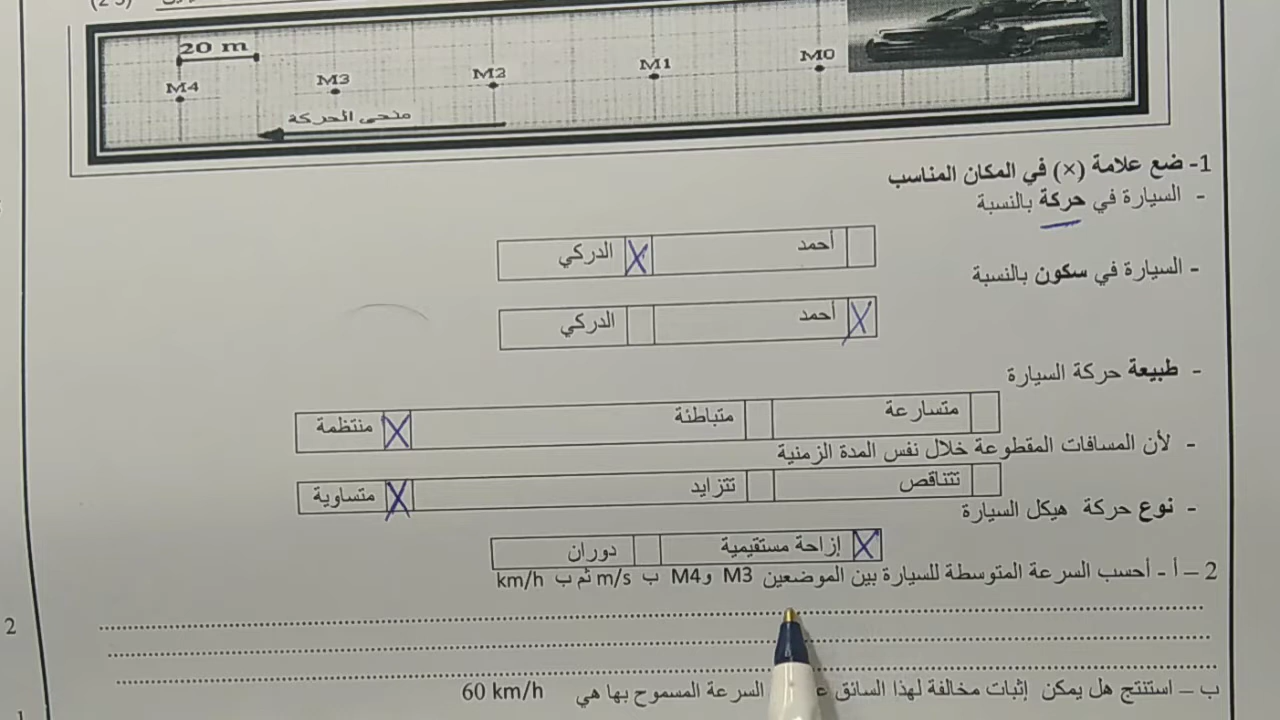 20 m
M4 M3 M2 M1 M0
منحى الحركة
1- ضع علامة (×) في المكان المناسب
- السيارة في حركة بالنسبة
أحمد X الدركي
- السيارة في سكون بالنسبة
X أحمد الدركي
- طبيعة حركة السيارة
متسارعة متباطئة X منتظمة
- لأن المسافات المقطوعة خلال نفس المدة الزمنية
تتناقص تتزايد X متساوية
- نوع حركة هيكل السيارة
X إزاحة مستقيمية دوران
2 – أ - أحسب السرعة المتوسطة للسيارة بين الموضعين M3 و M4 ب m/s ثم ب km/h
2
ب – استنتج هل يمكن إثبات مخالفة لهذا السائق السرعة المسموح بها هي 60 km/h